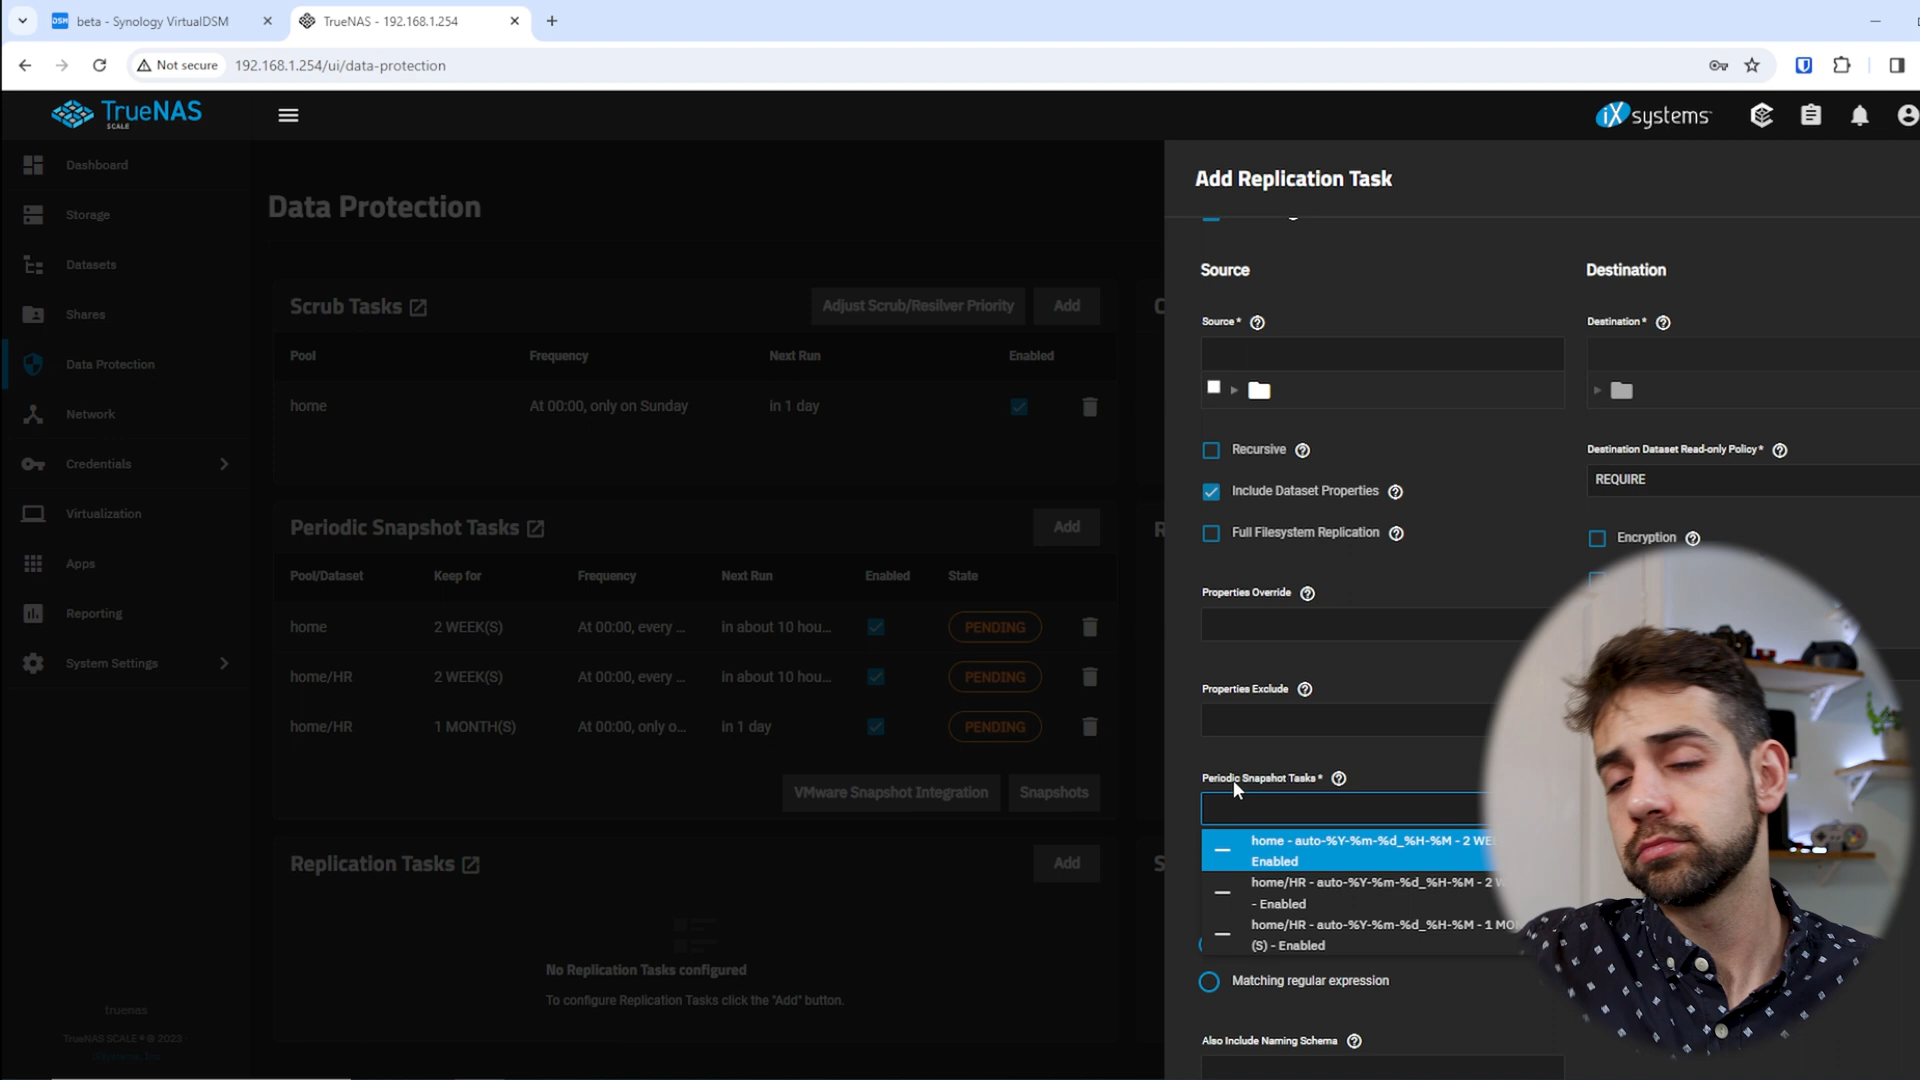 beta - Synology VirtualDSM
TrueNAS - 192.168.1.254
Not secure
192.168.1.254/ui/data-protection
TrueNAS
SCALE
iXsystems
Dashboard
Storage
Datasets
Shares
Data Protection
Network
Credentials
Virtualization
Apps
Reporting
System Settings
truenas
TrueNAS SCALE ® © 2023
iXsystems, Inc
Data Protection
Scrub Tasks
Adjust Scrub/Resilver Priority
Add
Pool
Frequency
Next Run
Enabled
home
At 00:00, only on Sunday
in 1 day
Periodic Snapshot Tasks
Add
Pool/Dataset
Keep for
Frequency
Next Run
Enabled
State
home
2 WEEK(S)
At 00:00, every ...
in about 10 hou...
PENDING
home/HR
2 WEEK(S)
At 00:00, every ...
in about 10 hou...
PENDING
home/HR
1 MONTH(S)
At 00:00, only o...
in 1 day
PENDING
VMware Snapshot Integration
Snapshots
Replication Tasks
Add
No Replication Tasks configured
To configure Replication Tasks click the "Add" button.
Add Replication Task
Source
Source *
Recursive
Include Dataset Properties
Full Filesystem Replication
Properties Override
Properties Exclude
Periodic Snapshot Tasks *
home - auto-%Y-%m-%d_%H-%M - 2
Enabled
home/HR - auto-%Y-%m-%d_%H-%M - 2
- Enabled
home/HR - auto-%Y-%m-%d_%H-%M - 1
(S) - Enabled
Matching regular expression
Also Include Naming Schema
Destination
Destination *
Destination Dataset Read-only Policy *
REQUIRE
Encryption